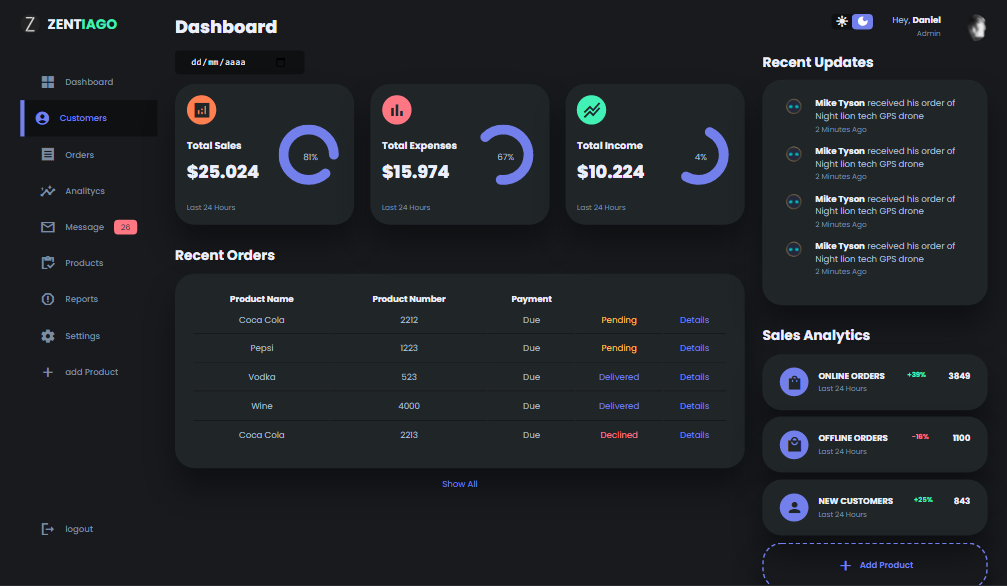 Z ZENTIAGO
Dashboard
Customers
Orders
Analitycs
Message 26
Products
Reports
Settings
add Product
logout
Dashboard
dd/mm/aaaa
Total Sales
$25.024
81%
Last 24 Hours
Total Expenses
$15.974
67%
Last 24 Hours
Total Income
$10.224
4%
Last 24 Hours
Recent Orders
Product Name Product Number Payment
Coca Cola 2212 Due Pending Details
Pepsi 1223 Due Pending Details
Vodka 523 Due Delivered Details
Wine 4000 Due Delivered Details
Coca Cola 2213 Due Declined Details
Show All
Hey, Daniel
Admin
Recent Updates
Mike Tyson received his order of
Night lion tech GPS drone
2 Minutes Ago
Mike Tyson received his order of
Night lion tech GPS drone
2 Minutes Ago
Mike Tyson received his order of
Night lion tech GPS drone
2 Minutes Ago
Mike Tyson received his order of
Night lion tech GPS drone
2 Minutes Ago
Sales Analytics
ONLINE ORDERS +39% 3849
Last 24 Hours
OFFLINE ORDERS -16% 1100
Last 24 Hours
NEW CUSTOMERS +25% 843
Last 24 Hours
Add Product